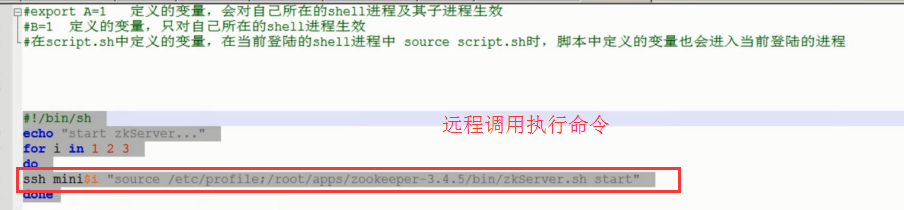 #export A=1 定义的变量，会对自己所在的shell进程及其子进程生效
#B=1 定义的变量，只对自己所在的shell进程生效
#在script.sh中定义的变量，在当前登陆的shell进程中 source script.sh时，脚本中定义的变量也会进入当前登陆的进程
#!/bin/sh
echo "start zkServer..."
远程调用执行命令
for i in 1 2 3
do
ssh mini$i "source /etc/profile;/root/apps/zookeeper-3.4.5/bin/zkServer.sh start"
done